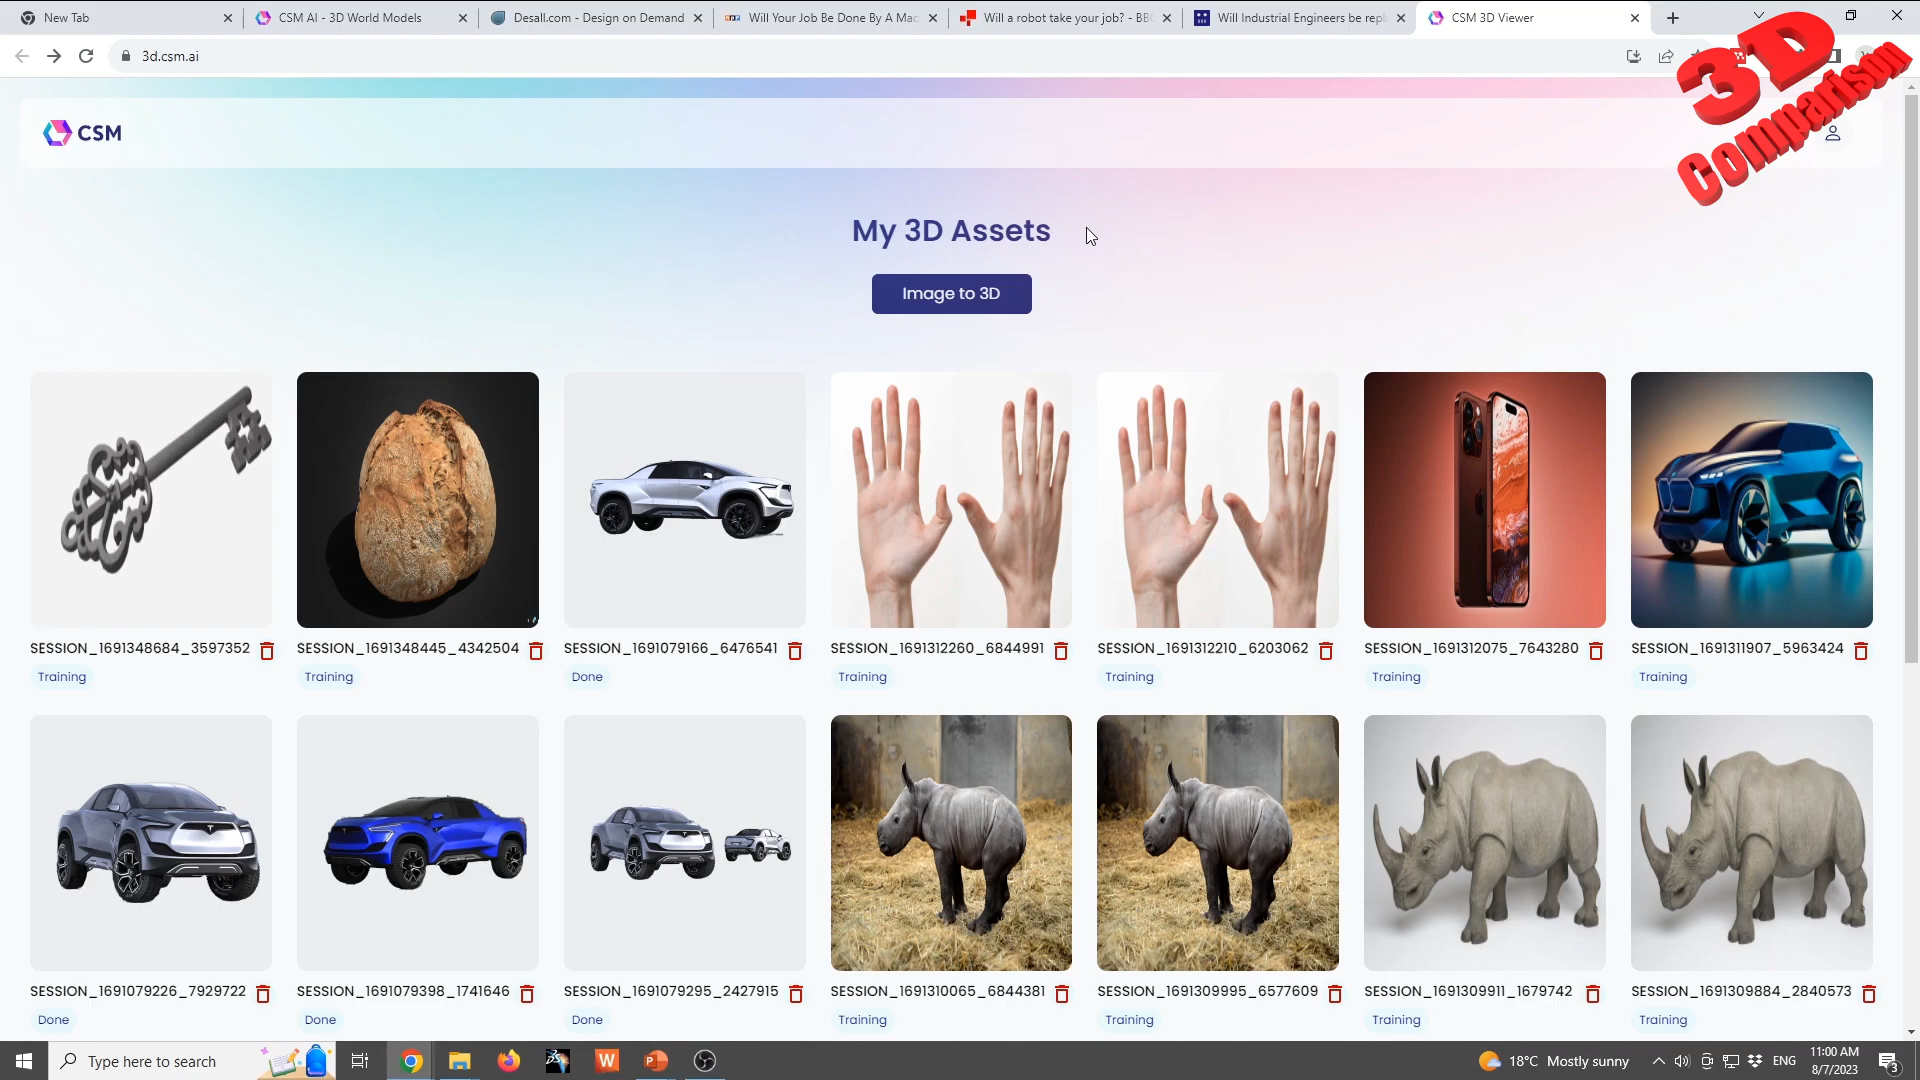 New Tab
CSM AI - 3D World Models
Desall.com - Design on Demand
Will Your Job Be Done By A Mac
Will a robot take your job? - BBC
Will Industrial Engineers be repl
CSM 3D Viewer
3d.csm.ai
3D
Comparison
CSM
My 3D Assets
Image to 3D
SESSION_1691348684_3597352
SESSION_1691348445_4342504
SESSION_1691079166_6476541
SESSION_1691312260_6844991
SESSION_1691312210_6203062
SESSION_1691312075_7643280
SESSION_1691311907_5963424
Training
Training
Done
Training
Training
Training
Training
SESSION_1691079226_7929722
SESSION_1691079398_1741646
SESSION_1691079295_2427915
SESSION_1691310065_6844381
SESSION_1691309995_6577609
SESSION_1691309911_1679742
SESSION_1691309884_2840573
Done
Done
Done
Training
Training
Training
Training
Type here to search
18°C Mostly sunny
ENG
11:00 AM
8/7/2023
3